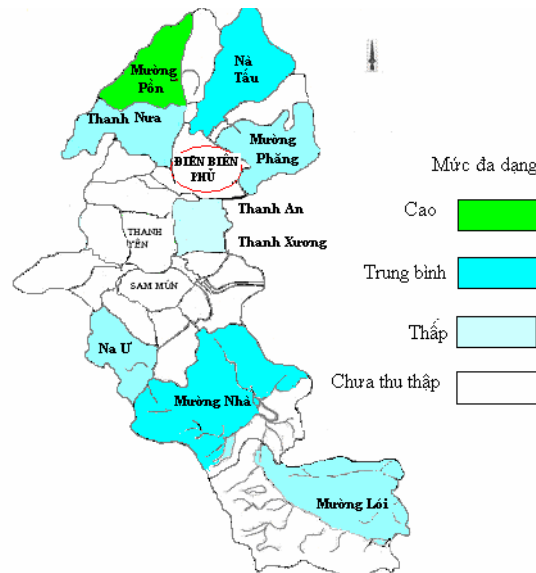 Mường
Pồn
Nà
Tấu
Thanh Nưa
Mường
Phăng
ĐIÊN BIÊN
PHỦ
Mức đa dạng
Thanh An
Cao
THANH
YÊN
Thanh Xương
Trung bình
SAM MỨN
Thấp
Na Ư
Chưa thu thập
Mường Nhà
Mường Lói